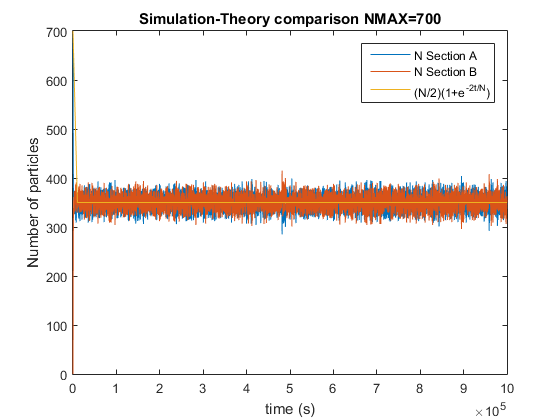 Simulation-Theory comparison NMAX=700
N Section A
N Section B
(N/2)(1+e^-2t/N)
Number of particles
700
600
500
400
300
200
100
0
0 1 2 3 4 5 6 7 8 9 10
×10^5
time (s)